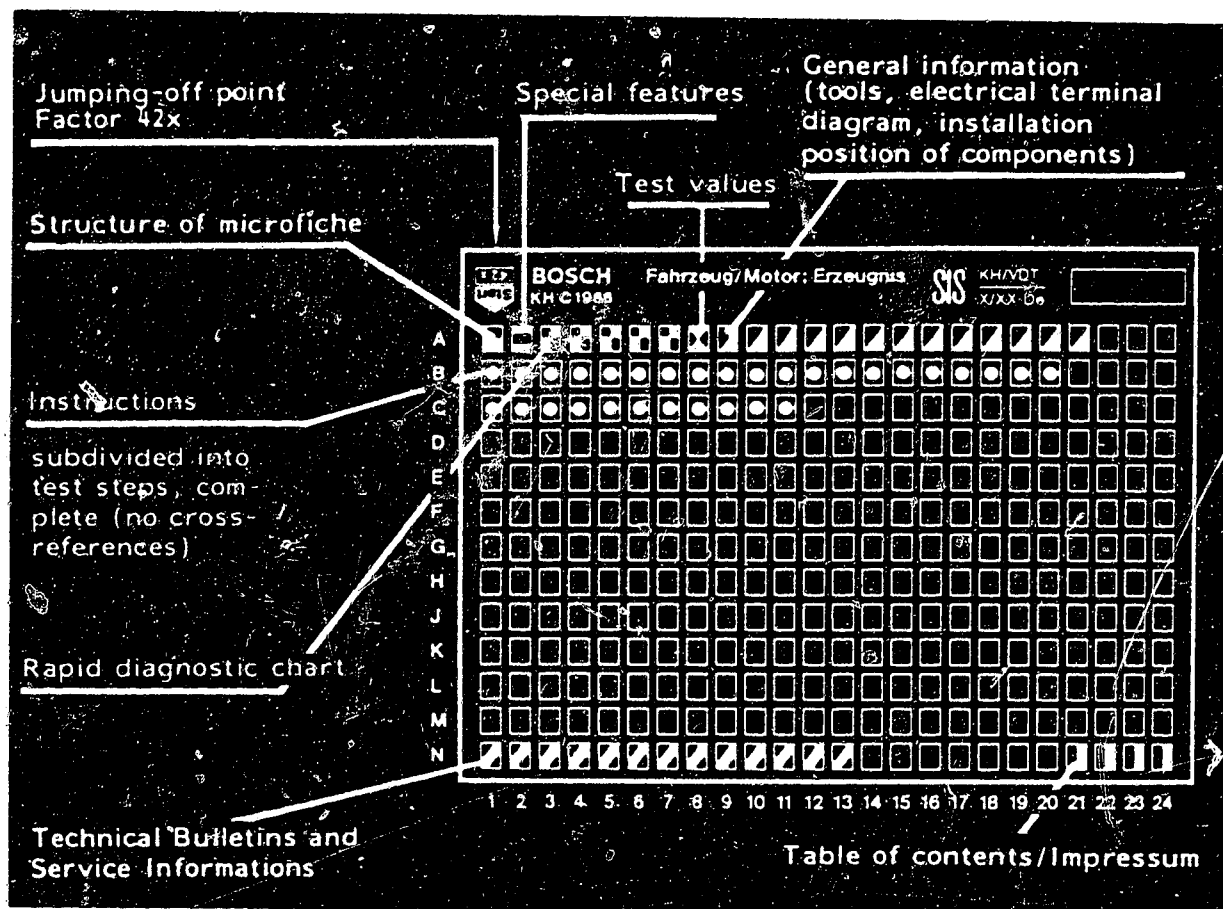 Jumping-off point
Factor 42x
Special features
General information
(tools, electrical terminal
diagram, installation
position of components)
Test values
Structure of microfiche
BOSCH
KH C 1986
Fahrzeug/Motor: Erzeugnis
SIS
KH/VDT
A
B
C
D
E
F
G
H
J
K
L
M
N
Instructions
subdivided into
test steps, com-
plete (no cross-
references)
Rapid diagnostic chart
1 2 3 4 5 6 7 8 9 10 11 12 13 14 15 16 17 18 19 20 21 22 23 24
Technical Bulletins and
Service Informations
Table of contents/Impressum